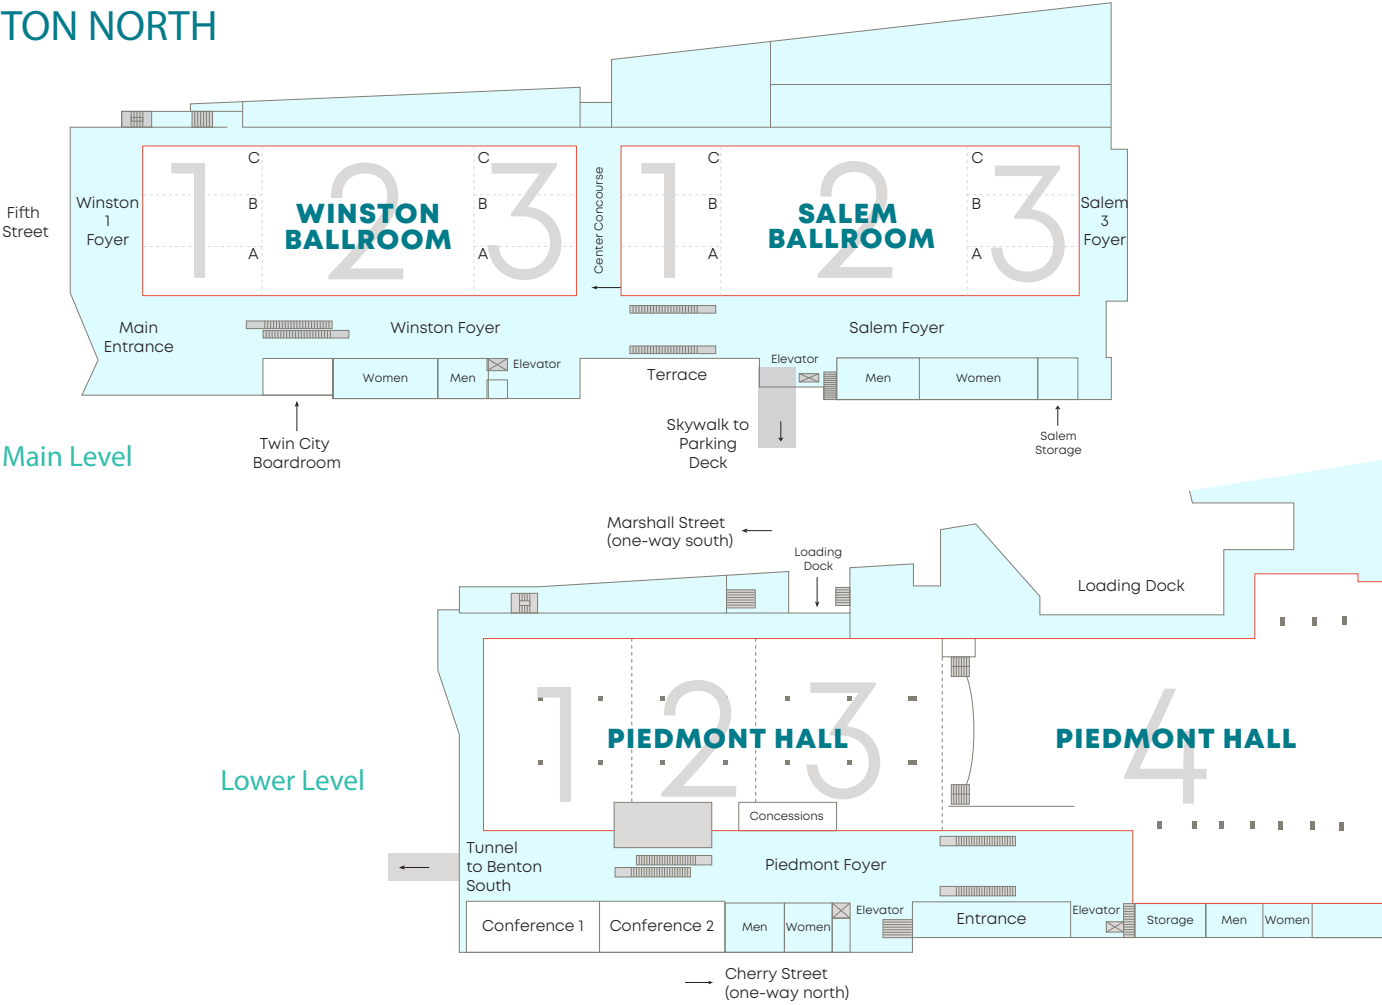 TON NORTH
Fifth
Street
Winston
1
Foyer
1
C
B
A
2
WINSTON
BALLROOM
C
B
A
3
Center Concourse
1
C
B
A
2
SALEM
BALLROOM
C
B
A
3
Salem
3
Foyer
Main
Entrance
Winston Foyer
Salem Foyer
Women
Men
Elevator
Terrace
Elevator
Men
Women
Twin City
Boardroom
Skywalk to
Parking
Deck
Salem
Storage
Main Level
Marshall Street
(one-way south)
Loading
Dock
Loading Dock
1
2
3
PIEDMONT HALL
4
PIEDMONT HALL
Lower Level
Concessions
Tunnel
to Benton
South
Piedmont Foyer
Conference 1
Conference 2
Men
Women
Elevator
Entrance
Elevator
Storage
Men
Women
Cherry Street
(one-way north)